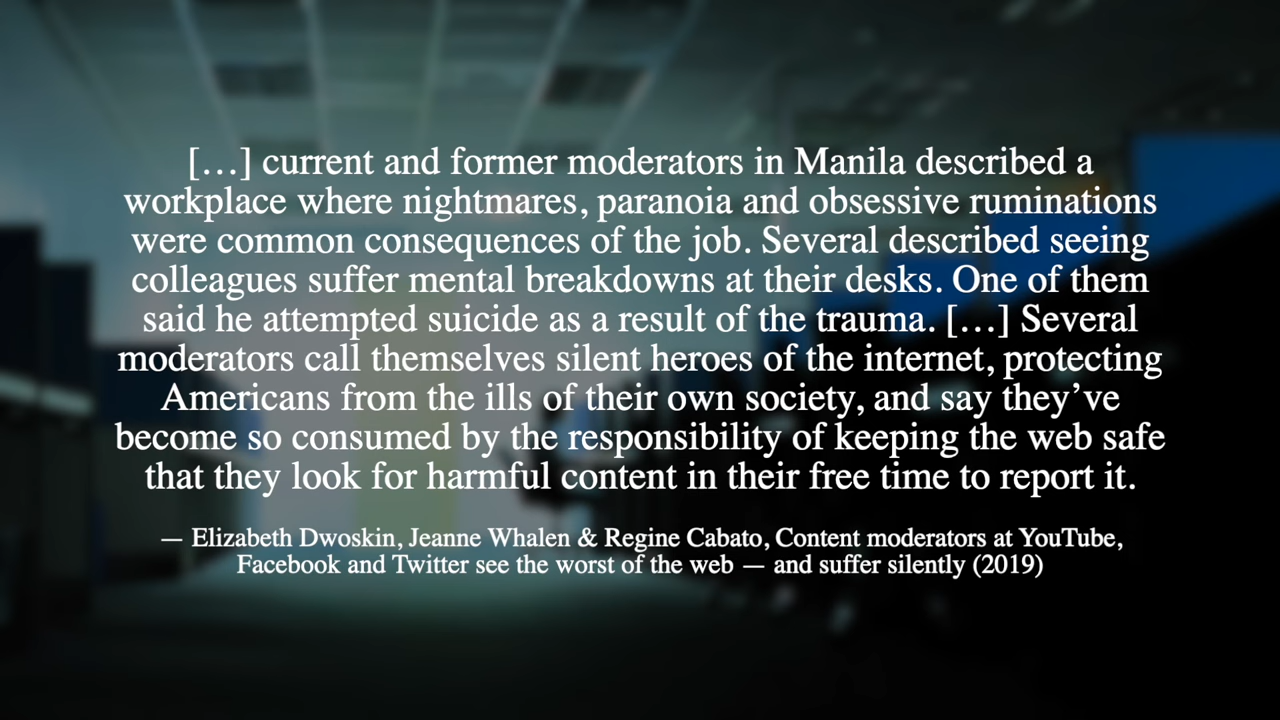 […] current and former moderators in Manila described a
workplace where nightmares, paranoia and obsessive ruminations
were common consequences of the job. Several described seeing
colleagues suffer mental breakdowns at their desks. One of them
said he attempted suicide as a result of the trauma. […] Several
moderators call themselves silent heroes of the internet, protecting
Americans from the ills of their own society, and say they’ve
become so consumed by the responsibility of keeping the web safe
that they look for harmful content in their free time to report it.
— Elizabeth Dwoskin, Jeanne Whalen & Regine Cabato, Content moderators at YouTube,
Facebook and Twitter see the worst of the web — and suffer silently (2019)